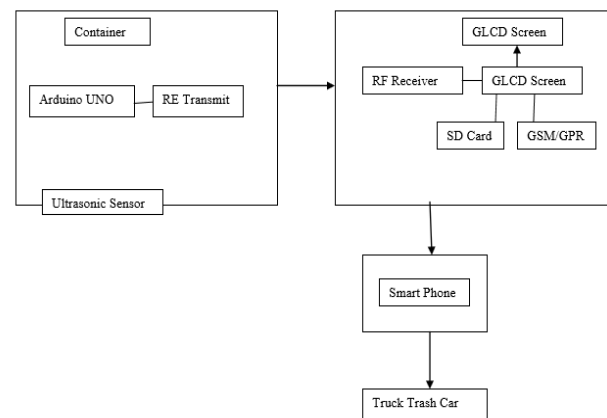 Container
GLCD Screen
RF Receiver
GLCD Screen
Arduino UNO
RE Transmit
SD Card
GSM/GPR
Ultrasonic Sensor
Smart Phone
Truck Trash Car